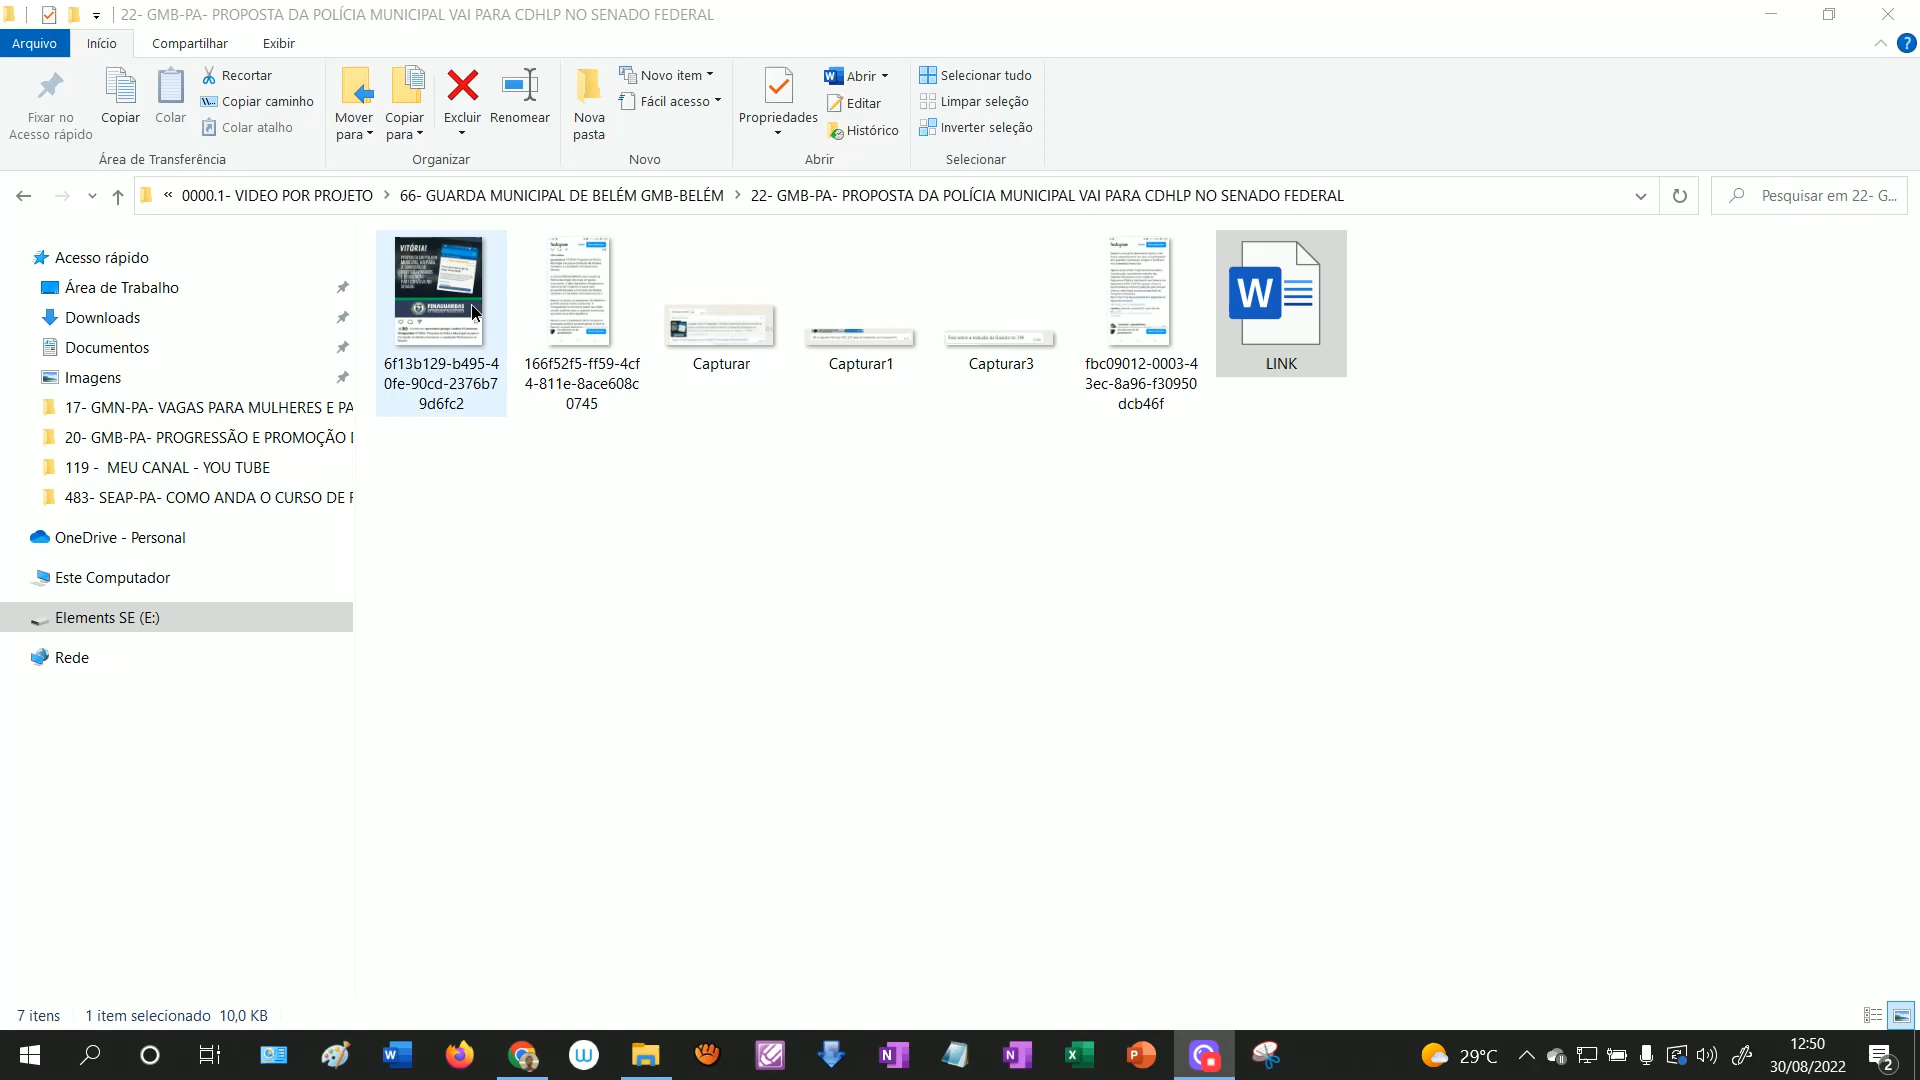 22- GMB-PA- PROPOSTA DA POLÍCIA MUNICIPAL VAI PARA CDHLP NO SENADO FEDERAL
Arquivo Início Compartilhar Exibir
Fixar no
Acesso rápido
Copiar
Colar
Recortar
Copiar caminho
Colar atalho
Mover
para
Copiar
para
Excluir
Renomear
Nova
pasta
Novo item
Fácil acesso
Propriedades
Abrir
Editar
Histórico
Selecionar tudo
Limpar seleção
Inverter seleção
Área de Transferência
Organizar
Novo
Abrir
Selecionar
« 0000.1- VIDEO POR PROJETO > 66- GUARDA MUNICIPAL DE BELÉM GMB-BELÉM > 22- GMB-PA- PROPOSTA DA POLÍCIA MUNICIPAL VAI PARA CDHLP NO SENADO FEDERAL
Pesquisar em 22- G...
Acesso rápido
Área de Trabalho
Downloads
Documentos
Imagens
17- GMN-PA- VAGAS PARA MULHERES E PA
20- GMB-PA- PROGRESSÃO E PROMOÇÃO
119 - MEU CANAL - YOU TUBE
483- SEAP-PA- COMO ANDA O CURSO DE
OneDrive - Personal
Este Computador
Elements SE (E:)
Rede
VITÓRIA!
FENAGUARDAS
6f13b129-b495-4
0fe-90cd-2376b7
9d6fc2
166f52f5-ff59-4cf
4-811e-8ace608c
0745
Capturar
Capturar1
Capturar3
fbc09012-0003-4
3ec-8a96-f30950
dcb46f
LINK
7 itens 1 item selecionado 10,0 KB
29°C
12:50
30/08/2022
2